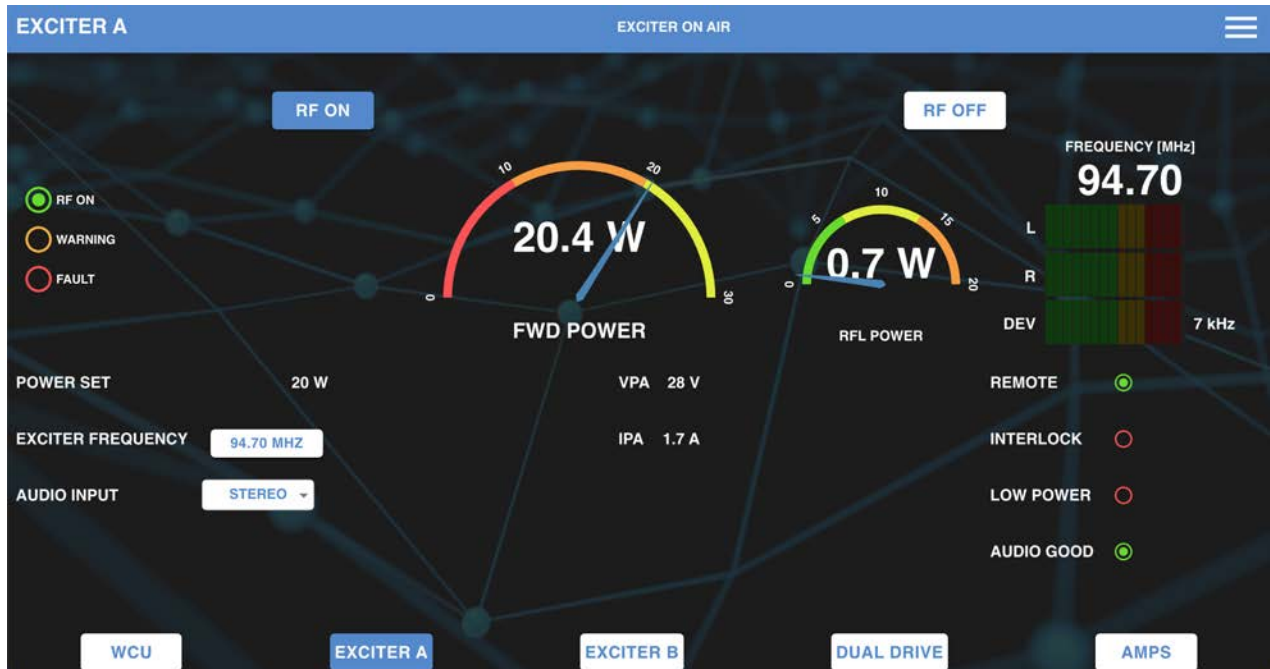 EXCITER A
EXCITER ON AIR
RF ON
RF OFF
RF ON
WARNING
FAULT
0
10
20
30
20.4 W
FWD POWER
0
5
10
15
20
0.7 W
RFL POWER
FREQUENCY [MHz]
94.70
L
R
DEV 7 kHz
POWER SET 20 W
EXCITER FREQUENCY 94.70 MHZ
AUDIO INPUT STEREO
VPA 28 V
IPA 1.7 A
REMOTE
INTERLOCK
LOW POWER
AUDIO GOOD
WCU EXCITER A EXCITER B DUAL DRIVE AMPS